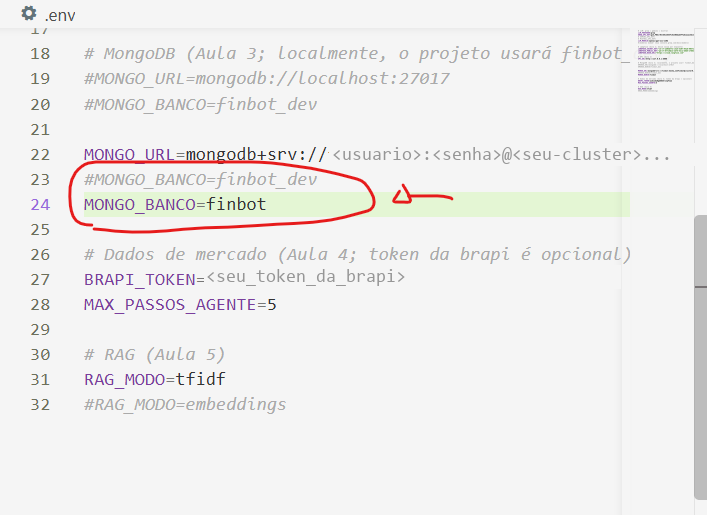 .env
17
18 # MongoDB (Aula 3; localmente, o projeto usará finbot_
19 #MONGO_URL=mongodb://localhost:27017
20 #MONGO_BANCO=finbot_dev
21
22 MONGO_URL=mongodb+srv://<usuario>:<senha>@<seu-cluster>...
23 #MONGO_BANCO=finbot_dev
24 MONGO_BANCO=finbot
25
26 # Dados de mercado (Aula 4; token da brapi é opcional)
27 BRAPI_TOKEN=<seu_token_da_brapi>
28 MAX_PASSOS_AGENTE=5
29
30 # RAG (Aula 5)
31 RAG_MODO=tfidf
32 #RAG_MODO=embeddings